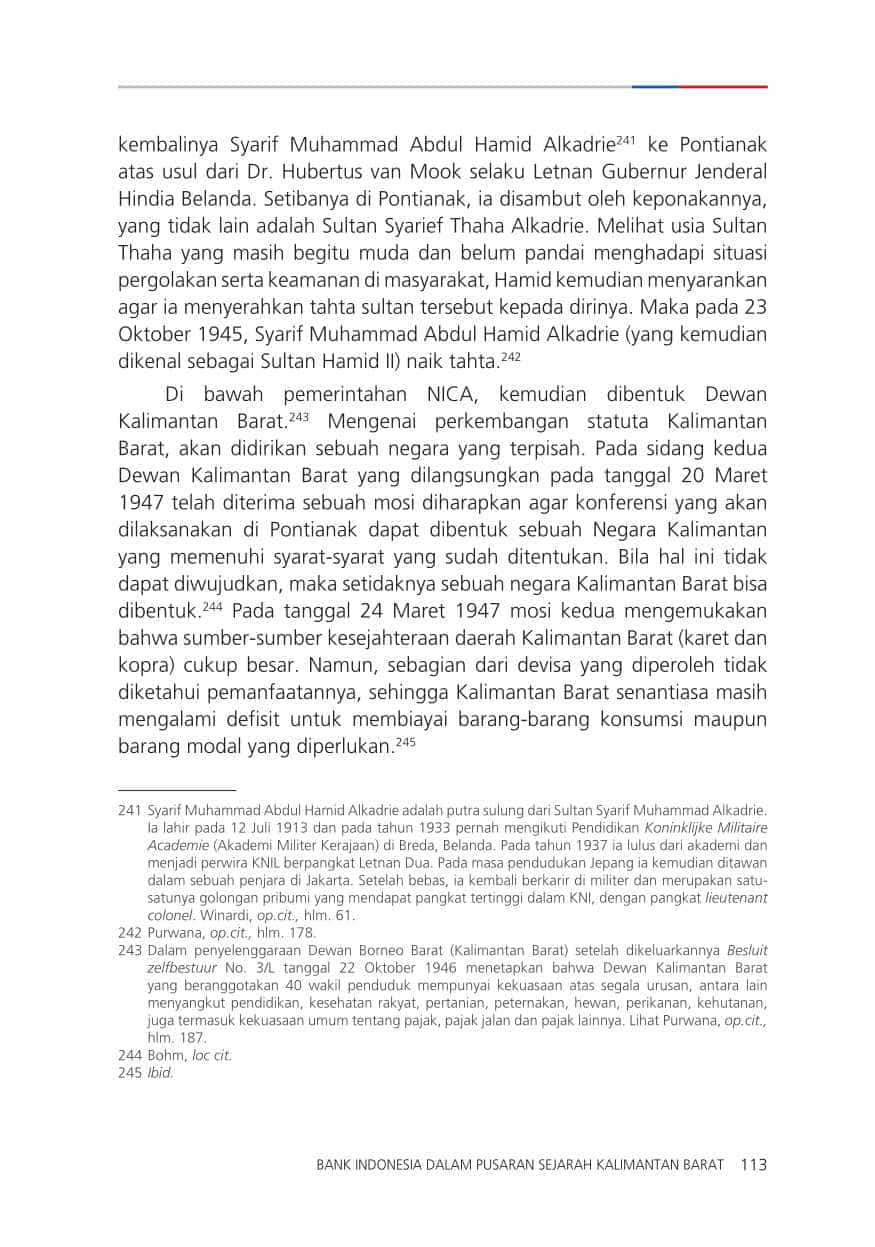 kembalinya Syarif Muhammad Abdul Hamid Alkadrie241 ke Pontianak
atas usul dari Dr. Hubertus van Mook selaku Letnan Gubernur Jenderal
Hindia Belanda. Setibanya di Pontianak, ia disambut oleh keponakannya,
yang tidak lain adalah Sultan Syarief Thaha Alkadrie. Melihat usia Sultan
Thaha yang masih begitu muda dan belum pandai menghadapi situasi
pergolakan serta keamanan di masyarakat, Hamid kemudian menyarankan
agar ia menyerahkan tahta sultan tersebut kepada dirinya. Maka pada 23
Oktober 1945, Syarif Muhammad Abdul Hamid Alkadrie (yang kemudian
dikenal sebagai Sultan Hamid II) naik tahta.242
Di bawah pemerintahan NICA, kemudian dibentuk Dewan
Kalimantan Barat.243 Mengenai perkembangan statuta Kalimantan
Barat, akan didirikan sebuah negara yang terpisah. Pada sidang kedua
Dewan Kalimantan Barat yang dilangsungkan pada tanggal 20 Maret
1947 telah diterima sebuah mosi diharapkan agar konferensi yang akan
dilaksanakan di Pontianak dapat dibentuk sebuah Negara Kalimantan
yang memenuhi syarat-syarat yang sudah ditentukan. Bila hal ini tidak
dapat diwujudkan, maka setidaknya sebuah negara Kalimantan Barat bisa
dibentuk.244 Pada tanggal 24 Maret 1947 mosi kedua mengemukakan
bahwa sumber-sumber kesejahteraan daerah Kalimantan Barat (karet dan
kopra) cukup besar. Namun, sebagian dari devisa yang diperoleh tidak
diketahui pemanfaatannya, sehingga Kalimantan Barat senantiasa masih
mengalami defisit untuk membiayai barang-barang konsumsi maupun
barang modal yang diperlukan.245
241 Syarif Muhammad Abdul Hamid Alkadrie adalah putra sulung dari Sultan Syarif Muhammad Alkadrie.
Ia lahir pada 12 Juli 1913 dan pada tahun 1933 pernah mengikuti Pendidikan Koninklijke Militaire
Academie (Akademi Militer Kerajaan) di Breda, Belanda. Pada tahun 1937 ia lulus dari akademi dan
menjadi perwira KNIL berpangkat Letnan Dua. Pada masa pendudukan Jepang ia kemudian ditawan
dalam sebuah penjara di Jakarta. Setelah bebas, ia kembali berkarir di militer dan merupakan satu-
satunya golongan pribumi yang mendapat pangkat tertinggi dalam KNI, dengan pangkat lieutenant
colonel. Winardi, op.cit., hlm. 61.
242 Purwana, op.cit., hlm. 178.
243 Dalam penyelenggaraan Dewan Borneo Barat (Kalimantan Barat) setelah dikeluarkannya Besluit
zelfbestuur No. 3/L tanggal 22 Oktober 1946 menetapkan bahwa Dewan Kalimantan Barat
yang beranggotakan 40 wakil penduduk mempunyai kekuasaan atas segala urusan, antara lain
menyangkut pendidikan, kesehatan rakyat, pertanian, peternakan, hewan, perikanan, kehutanan,
juga termasuk kekuasaan umum tentang pajak, pajak jalan dan pajak lainnya. Lihat Purwana, op.cit.,
hlm. 187.
244 Bohm, loc cit.
245 Ibid.
BANK INDONESIA DALAM PUSARAN SEJARAH KALIMANTAN BARAT 113